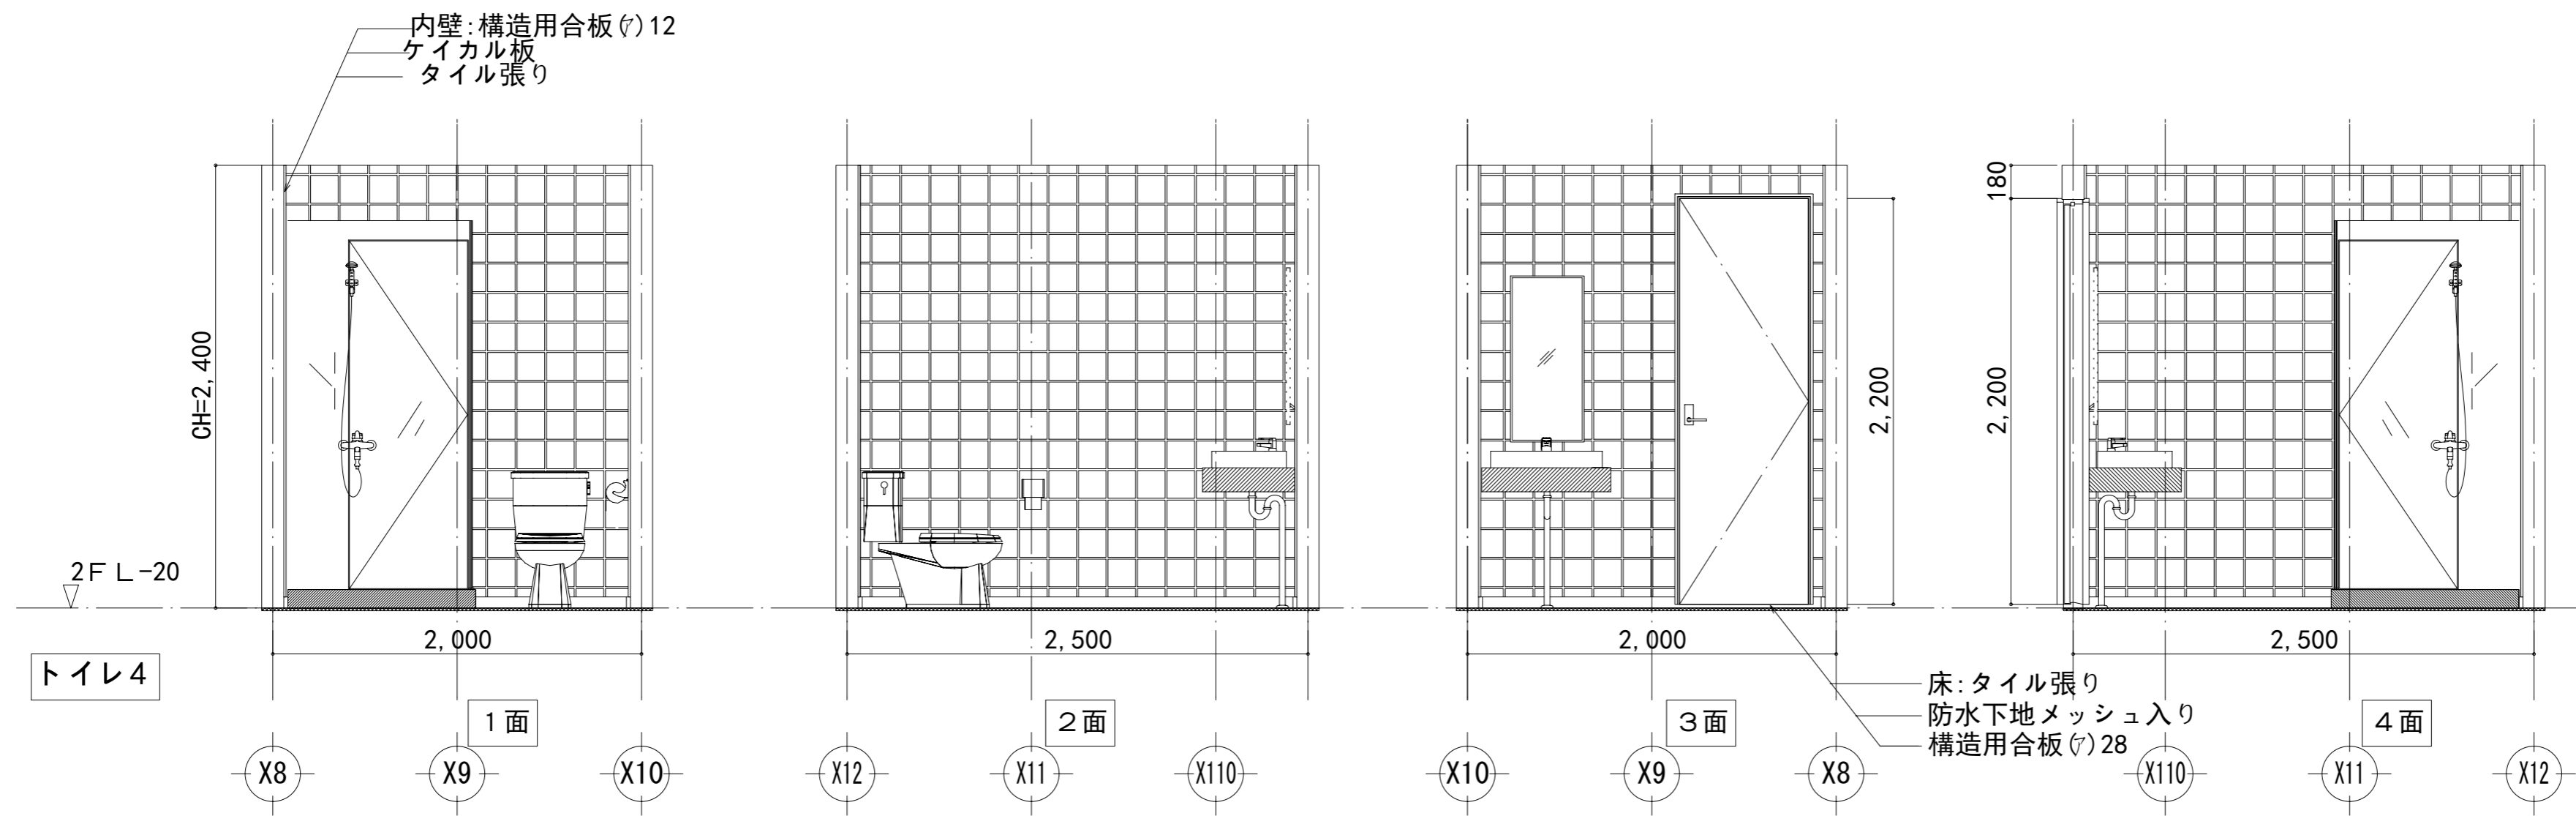 内壁:構造用合板(ｱ)12
ケイカル板
タイル張り
CH=2,400
2FL-20
トイレ4
2,000
1面
X8
X9
X10
2,500
2面
X12
X11
X110
2,000
2,200
3面
X10
X9
X8
床:タイル張り
防水下地メッシュ入り
構造用合板(ｱ)28
180
2,200
2,500
4面
X110
X11
X12